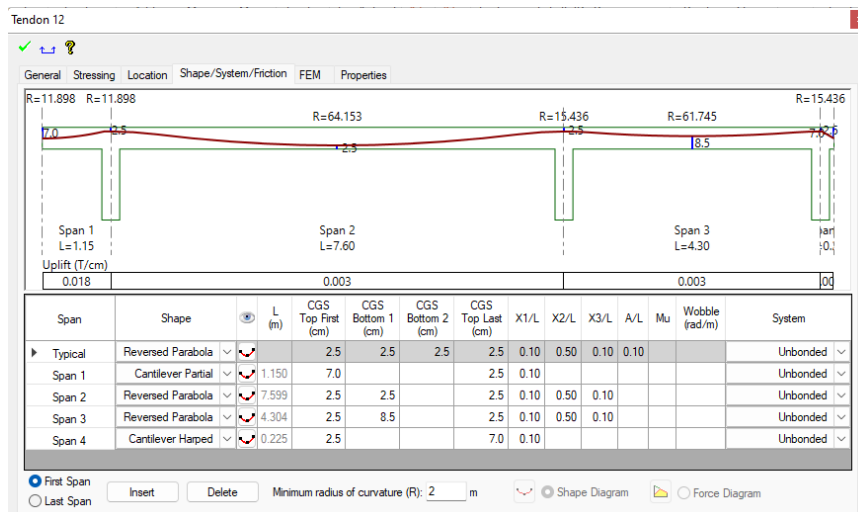 Tendon 12
General Stressing Location Shape/System/Friction FEM Properties
R=11.898 R=11.898 R=64.153 R=15.436 R=61.745 R=15.436
7.0 2.5 2.5 2.5 8.5 7.0
Span 1 Span 2 Span 3
L=1.15 L=7.60 L=4.30
Uplift (T/cm)
0.018 0.003 0.003
Span Shape L (m) CGS Top First (cm) CGS Bottom 1 (cm) CGS Bottom 2 (cm) CGS Top Last (cm) X1/L X2/L X3/L A/L Mu Wobble (rad/m) System
Typical Reversed Parabola 2.5 2.5 2.5 2.5 0.10 0.50 0.10 0.10 Unbonded
Span 1 Cantilever Partial 1.150 7.0 2.5 0.10 Unbonded
Span 2 Reversed Parabola 7.599 2.5 2.5 2.5 0.10 0.50 0.10 Unbonded
Span 3 Reversed Parabola 4.304 2.5 8.5 2.5 0.10 0.50 0.10 Unbonded
Span 4 Cantilever Harped 0.225 2.5 7.0 0.10 Unbonded
First Span
Last Span
Insert Delete Minimum radius of curvature (R): 2 m Shape Diagram Force Diagram